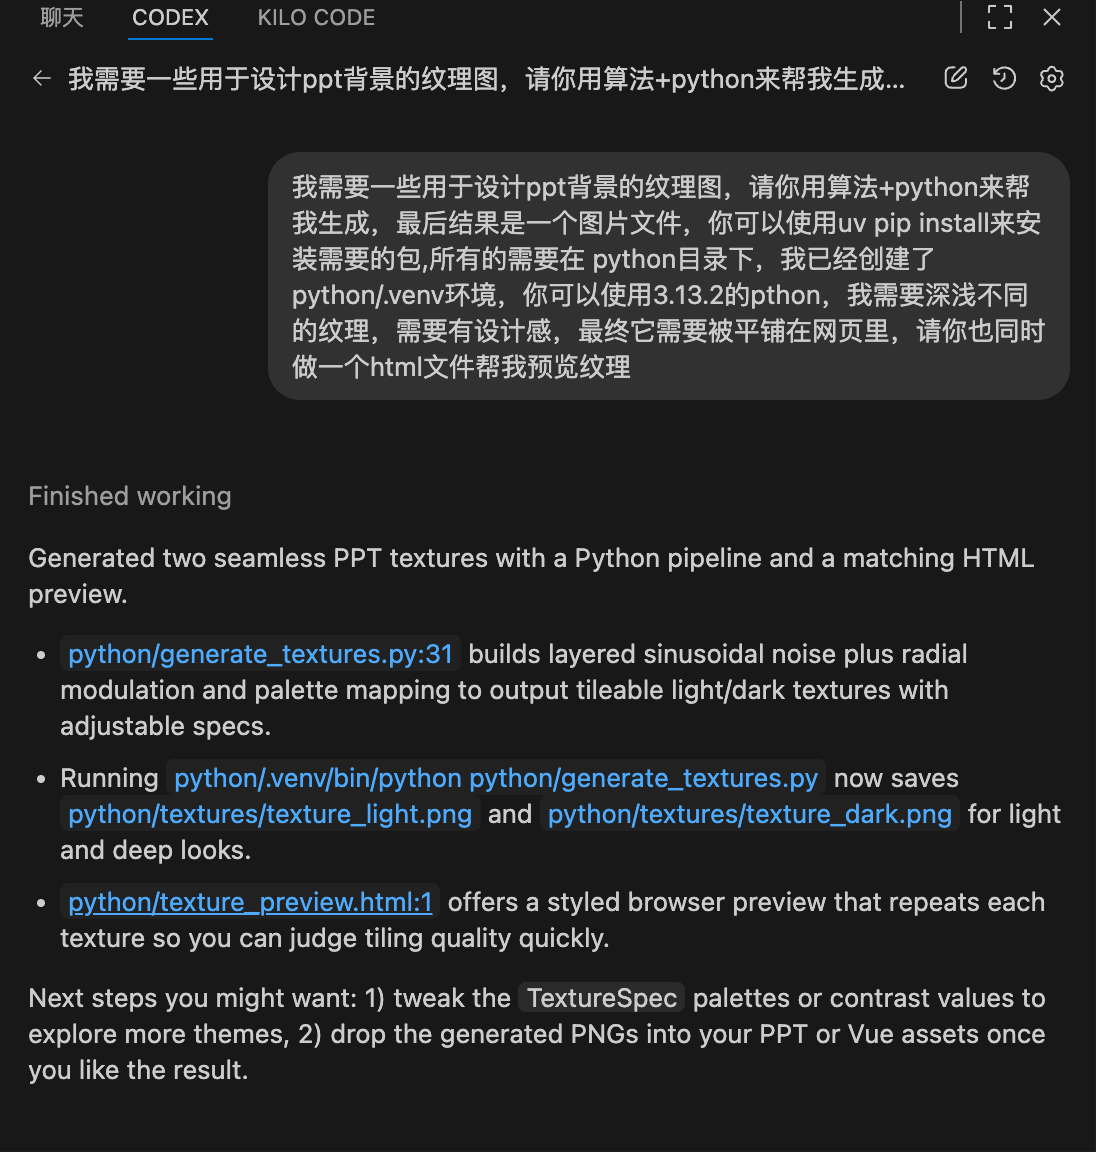 聊天 CODEX KILO CODE
我需要一些用于设计ppt背景的纹理图，请你用算法+python来帮我生成...
我需要一些用于设计ppt背景的纹理图，请你用算法+python来帮
我生成，最后结果是一个图片文件，你可以使用uv pip install来安
装需要的包,所有的需要在 python目录下，我已经创建了
python/.venv环境，你可以使用3.13.2的pthon，我需要深浅不同
的纹理，需要有设计感，最终它需要被平铺在网页里，请你也同时
做一个html文件帮我预览纹理
Finished working
Generated two seamless PPT textures with a Python pipeline and a matching HTML
preview.
• python/generate_textures.py:31 builds layered sinusoidal noise plus radial
modulation and palette mapping to output tileable light/dark textures with
adjustable specs.
• Running python/.venv/bin/python python/generate_textures.py now saves
python/textures/texture_light.png and python/textures/texture_dark.png for light
and deep looks.
• python/texture_preview.html:1 offers a styled browser preview that repeats each
texture so you can judge tiling quality quickly.
Next steps you might want: 1) tweak the TextureSpec palettes or contrast values to
explore more themes, 2) drop the generated PNGs into your PPT or Vue assets once
you like the result.